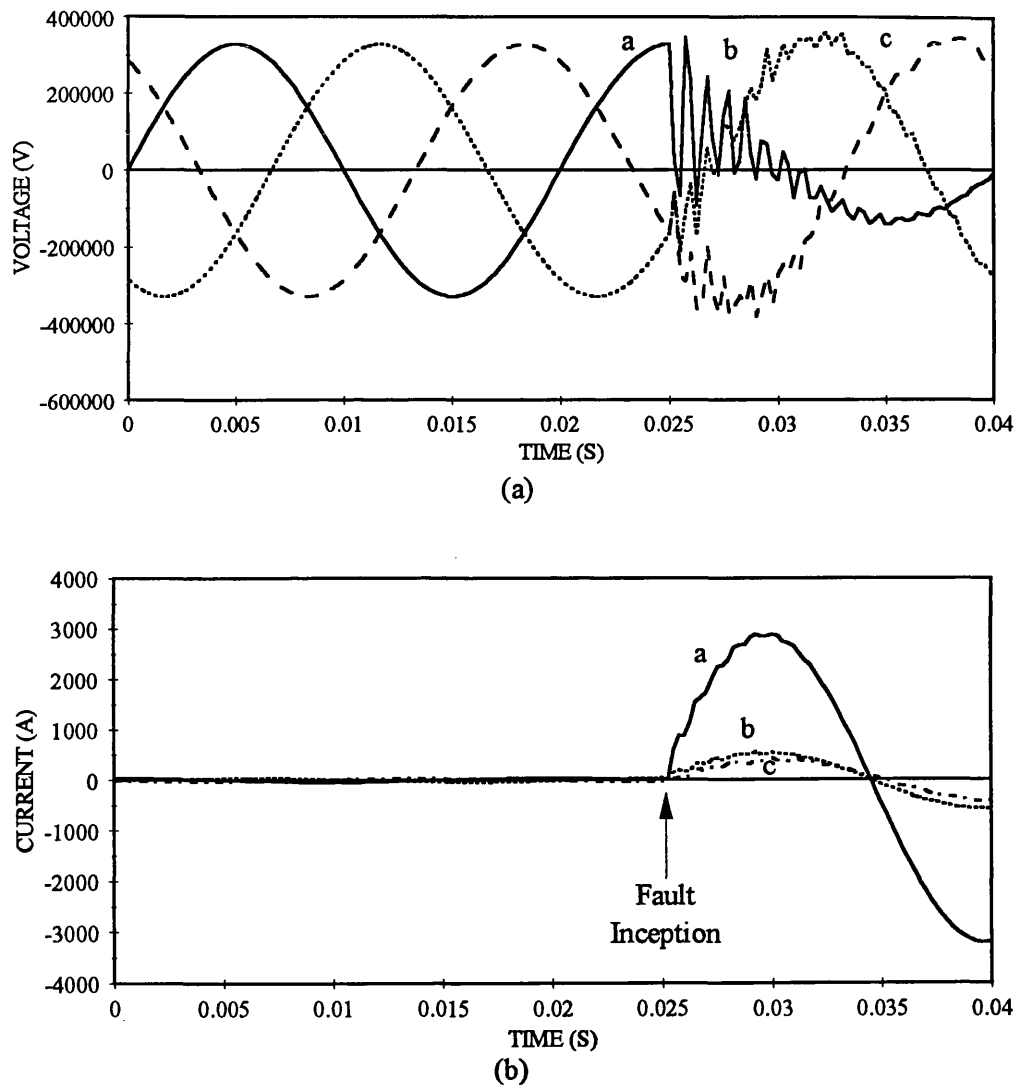 400000
200000
0
-200000
-400000
-600000
VOLTAGE (V)
a
b
c
0 0.005 0.01 0.015 0.02 0.025 0.03 0.035 0.04
TIME (S)
(a)
4000
3000
2000
1000
0
-1000
-2000
-3000
-4000
CURRENT (A)
a
b
c
Fault
Inception
0 0.005 0.01 0.015 0.02 0.025 0.03 0.035 0.04
TIME (S)
(b)